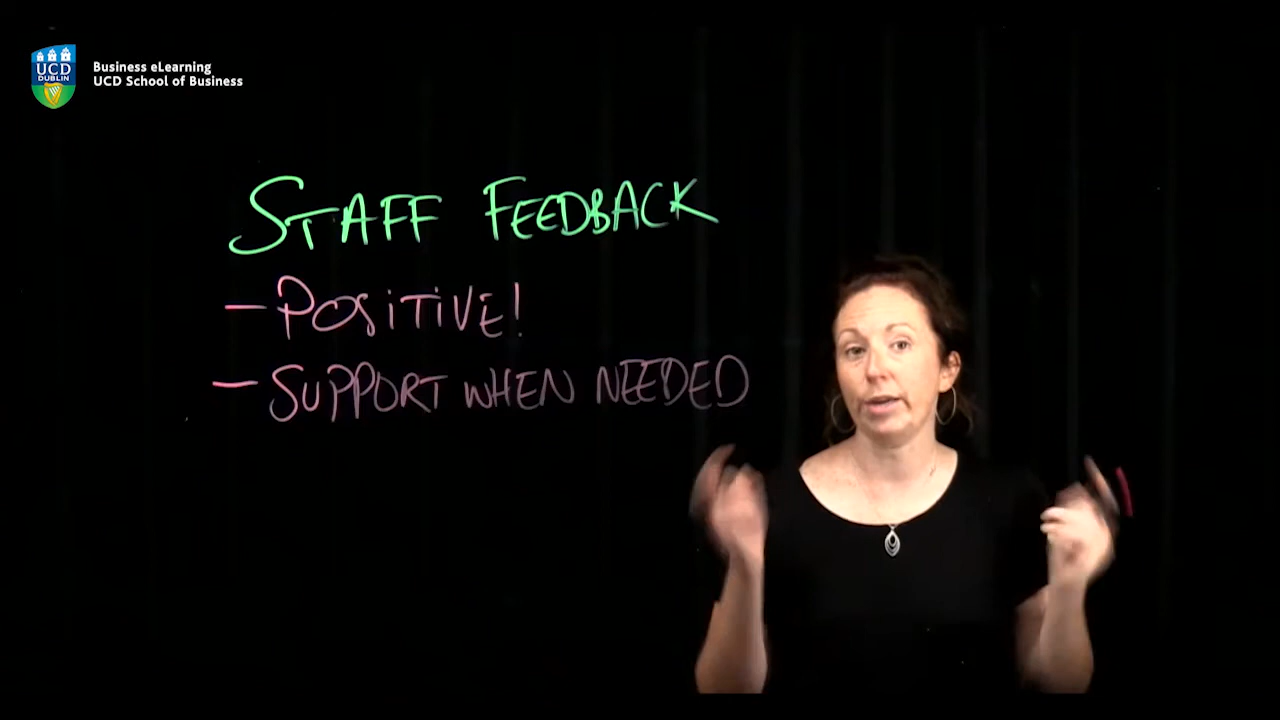 UCD
DUBLIN
Business eLearning
UCD School of Business
STAFF FEEDBACK
- POSITIVE!
- SUPPORT WHEN NEEDED